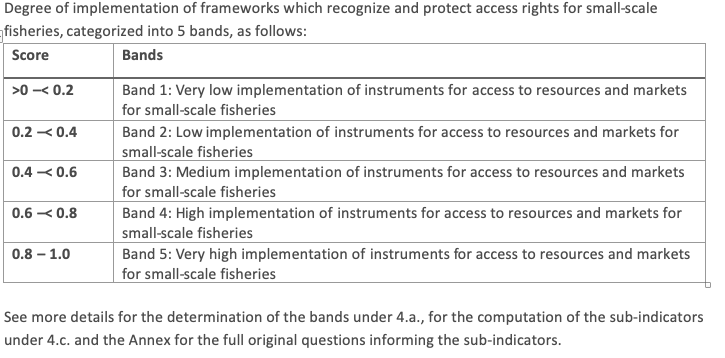 Degree of implementation of frameworks which recognize and protect access rights for small-scale
fisheries, categorized into 5 bands, as follows:
Score Bands
>0 –< 0.2 Band 1: Very low implementation of instruments for access to resources and markets
for small-scale fisheries
0.2 –< 0.4 Band 2: Low implementation of instruments for access to resources and markets for
small-scale fisheries
0.4 –< 0.6 Band 3: Medium implementation of instruments for access to resources and markets
for small-scale fisheries
0.6 –< 0.8 Band 4: High implementation of instruments for access to resources and markets for
small-scale fisheries
0.8 – 1.0 Band 5: Very high implementation of instruments for access to resources and markets
for small-scale fisheries
See more details for the determination of the bands under 4.a., for the computation of the sub-indicators
under 4.c. and the Annex for the full original questions informing the sub-indicators.